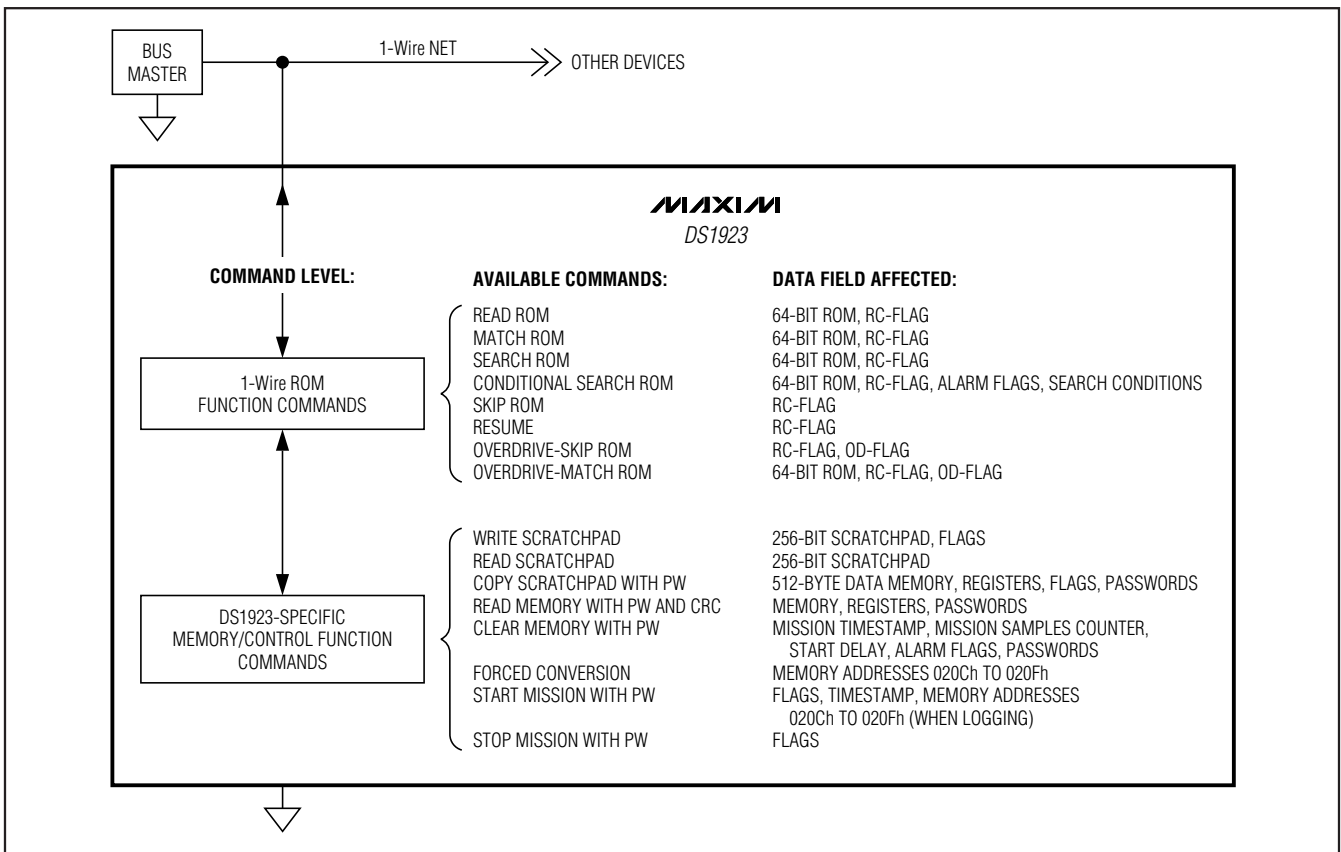 BUS
MASTER
1-Wire NET
OTHER DEVICES
MAXIM
DS1923
COMMAND LEVEL:
AVAILABLE COMMANDS:
DATA FIELD AFFECTED:
1-Wire ROM
FUNCTION COMMANDS
READ ROM 64-BIT ROM, RC-FLAG
MATCH ROM 64-BIT ROM, RC-FLAG
SEARCH ROM 64-BIT ROM, RC-FLAG
CONDITIONAL SEARCH ROM 64-BIT ROM, RC-FLAG, ALARM FLAGS, SEARCH CONDITIONS
SKIP ROM RC-FLAG
RESUME RC-FLAG
OVERDRIVE-SKIP ROM RC-FLAG, OD-FLAG
OVERDRIVE-MATCH ROM 64-BIT ROM, RC-FLAG, OD-FLAG
DS1923-SPECIFIC
MEMORY/CONTROL FUNCTION
COMMANDS
WRITE SCRATCHPAD 256-BIT SCRATCHPAD, FLAGS
READ SCRATCHPAD 256-BIT SCRATCHPAD
COPY SCRATCHPAD WITH PW 512-BYTE DATA MEMORY, REGISTERS, FLAGS, PASSWORDS
READ MEMORY WITH PW AND CRC MEMORY, REGISTERS, PASSWORDS
CLEAR MEMORY WITH PW MISSION TIMESTAMP, MISSION SAMPLES COUNTER,
START DELAY, ALARM FLAGS, PASSWORDS
FORCED CONVERSION MEMORY ADDRESSES 020Ch TO 020Fh
START MISSION WITH PW FLAGS, TIMESTAMP, MEMORY ADDRESSES
020Ch TO 020Fh (WHEN LOGGING)
STOP MISSION WITH PW FLAGS